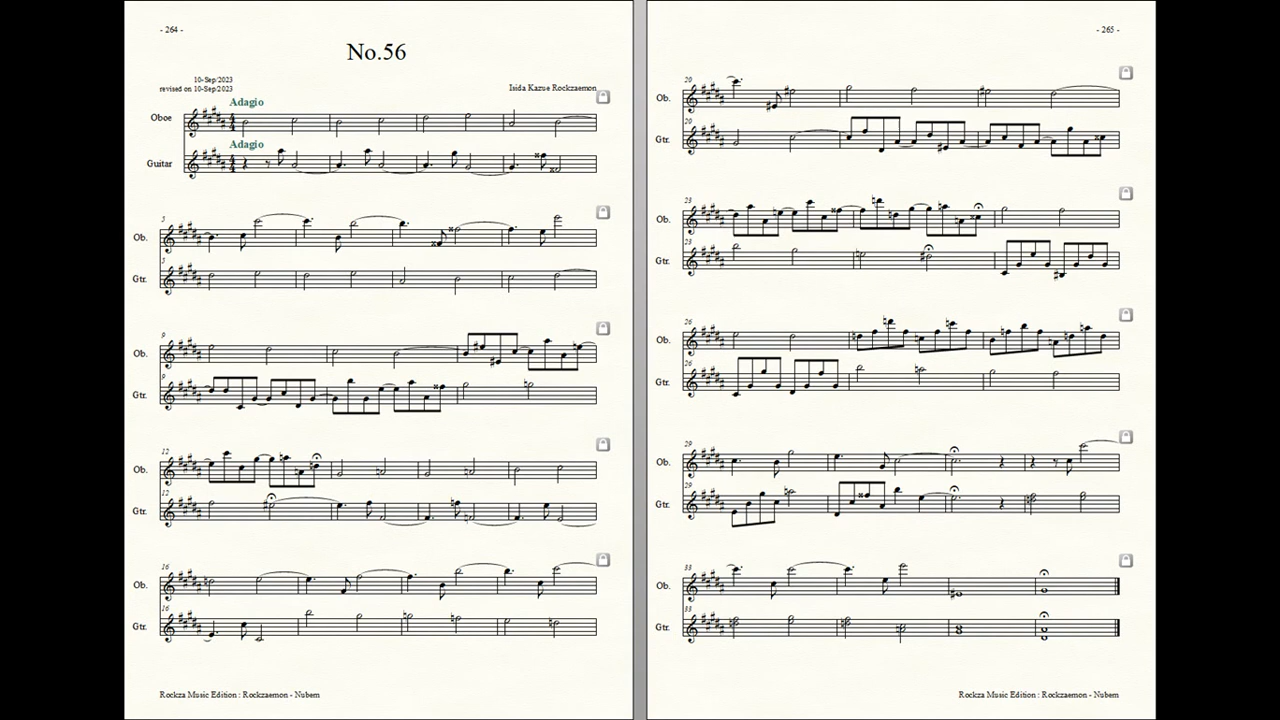 - 264 -
No.56
10-Sep/2023
revised on 10-Sep/2023
Isida Kazue Rockzaemon
Adagio
Oboe
Adagio
Guitar
5
Ob.
5
Gtr.
9
Ob.
9
Gtr.
12
Ob.
12
Gtr.
16
Ob.
16
Gtr.
Rockza Music Edition : Rockzaemon - Nubem
- 265 -
20
Ob.
20
Gtr.
23
Ob.
23
Gtr.
26
Ob.
26
Gtr.
29
Ob.
29
Gtr.
33
Ob.
33
Gtr.
Rockza Music Edition : Rockzaemon - Nubem